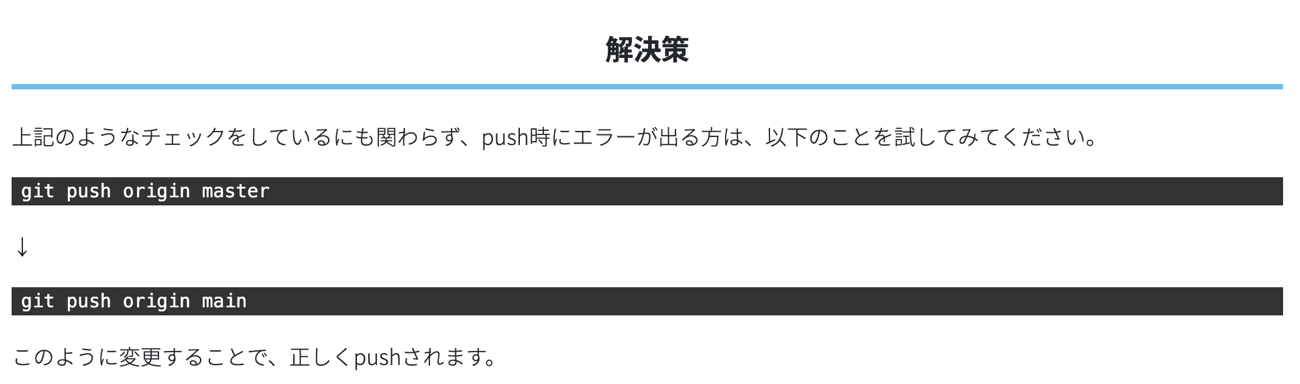 解決策
上記のようなチェックをしているにも関わらず、push時にエラーが出る方は、以下のことを試してみてください。
git push origin master
↓
git push origin main
このように変更することで、正しくpushされます。